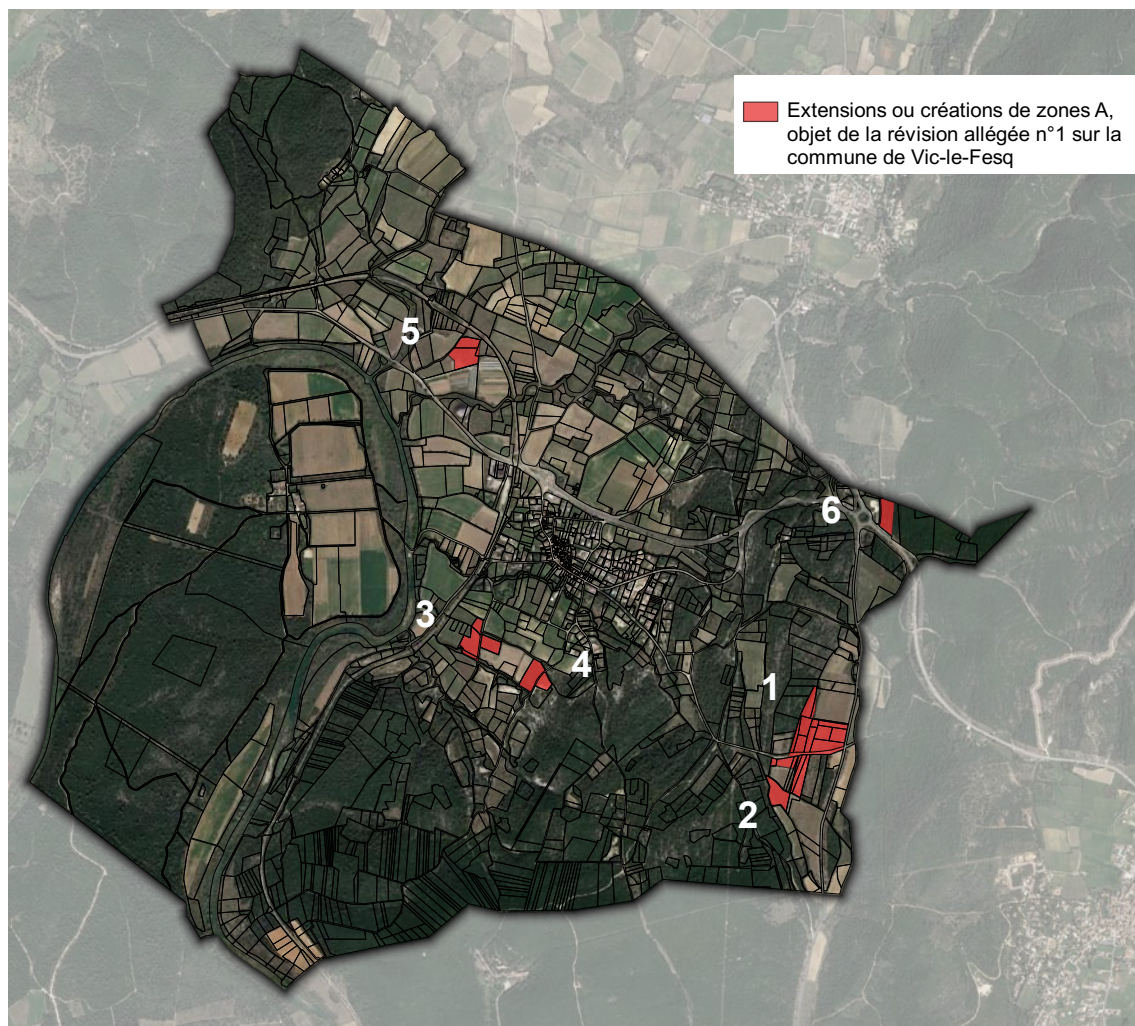 Extensions ou créations de zones A,
objet de la révision allégée n°1 sur la
commune de Vic-le-Fesq
5
6
3
4
1
2